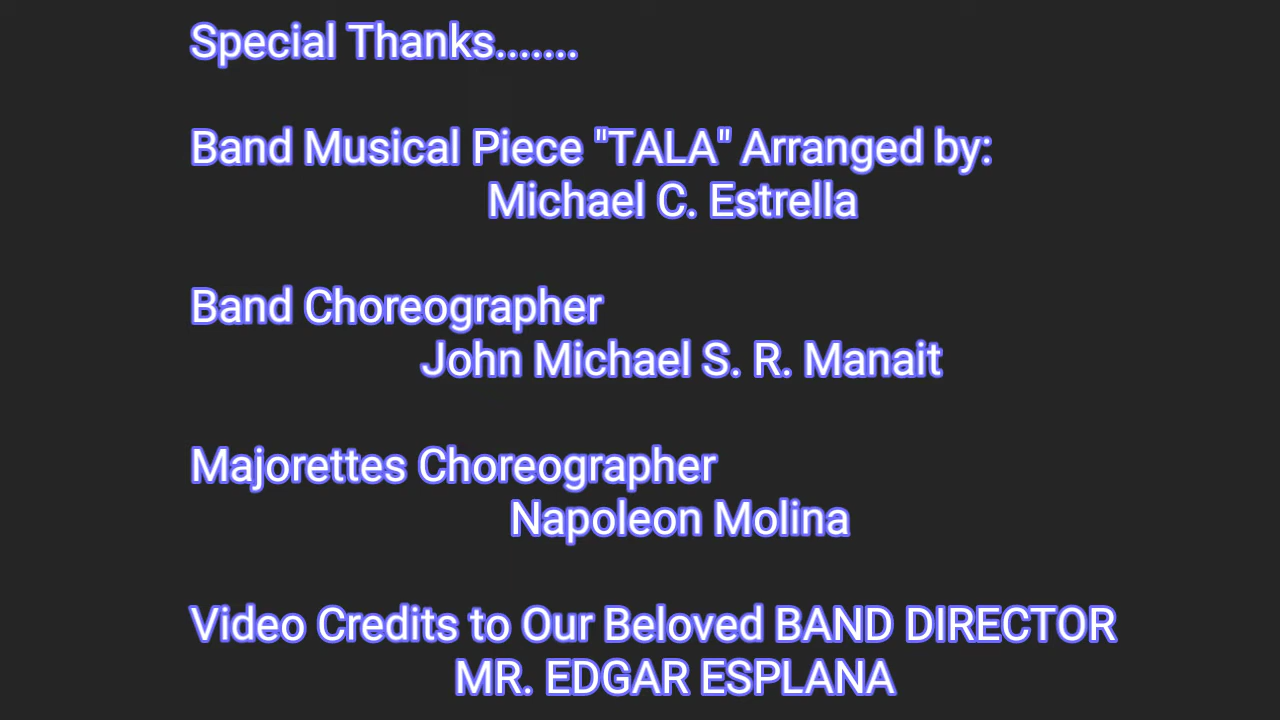 Special Thanks.......
Band Musical Piece "TALA" Arranged by:
Michael C. Estrella
Band Choreographer
John Michael S. R. Manait
Majorettes Choreographer
Napoleon Molina
Video Credits to Our Beloved BAND DIRECTOR
MR. EDGAR ESPLANA